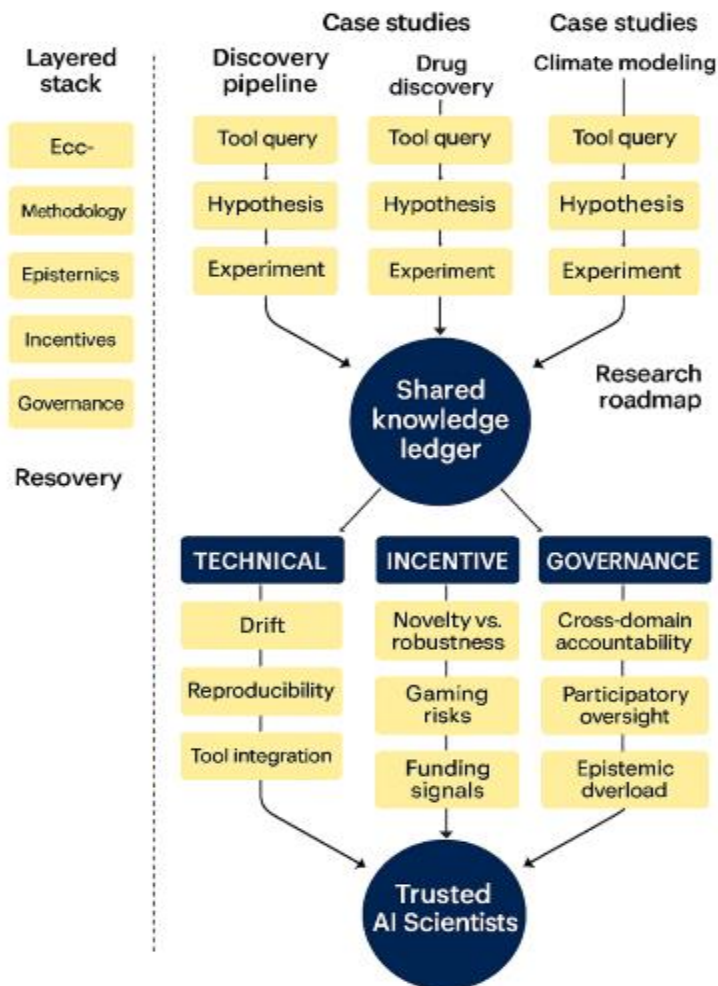 Layered
stack
Ecc-
Methodology
Episternics
Incentives
Governance
Resovery
Case studies
Case studies
Discovery
pipeline
Drug
discovery
Climate modeling
Tool query
Tool query
Tool query
Hypothesis
Hypothesis
Hypothesis
Experiment
Experiment
Experiment
Shared
knowledge
ledger
Research
roadmap
TECHNICAL
INCENTIVE
GOVERNANCE
Drift
Reproducibility
Tool integration
Novelty vs.
robustness
Gaming
risks
Funding
signals
Cross-domain
accountability
Participatory
oversight
Epistemic
dverload
Trusted
AI Scientists